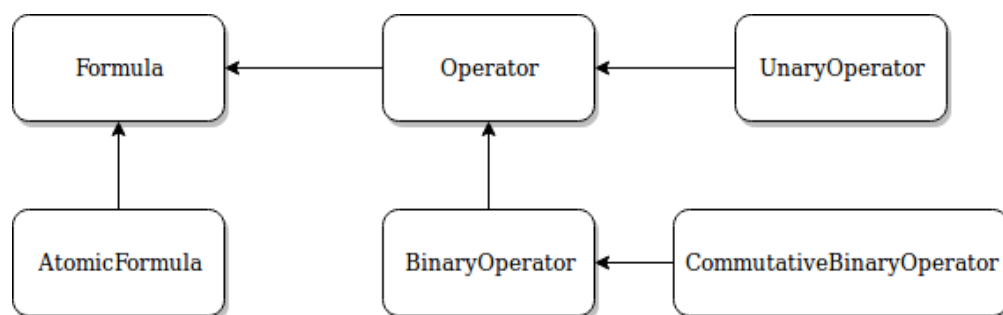 Formula
Operator
UnaryOperator
AtomicFormula
BinaryOperator
CommutativeBinaryOperator